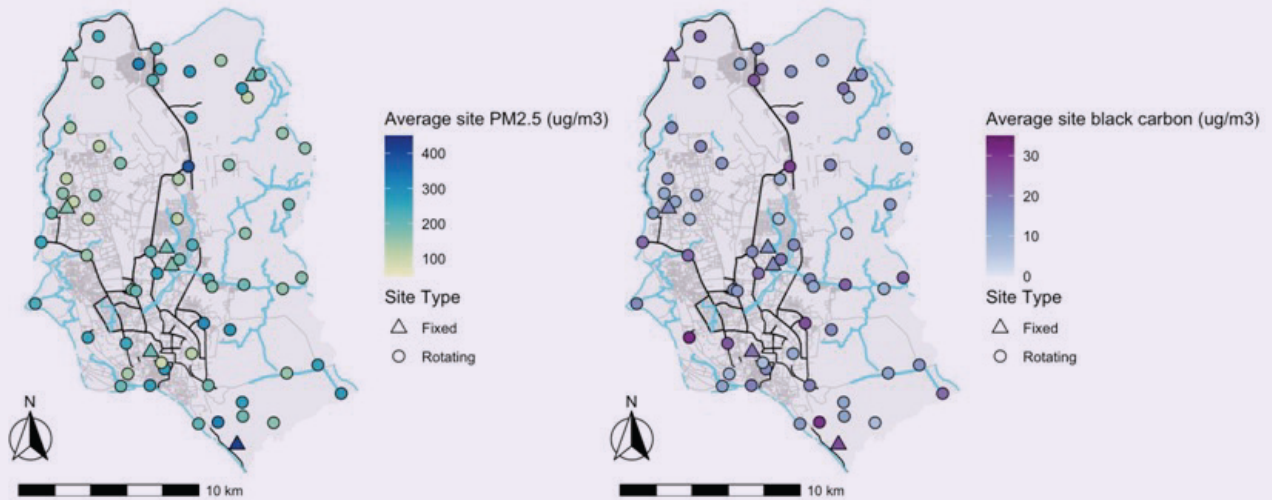 Average site PM2.5 (ug/m3)
400
300
200
100
Site Type
Fixed
Rotating
N
10 km
Average site black carbon (ug/m3)
30
20
10
0
Site Type
Fixed
Rotating
N
10 km